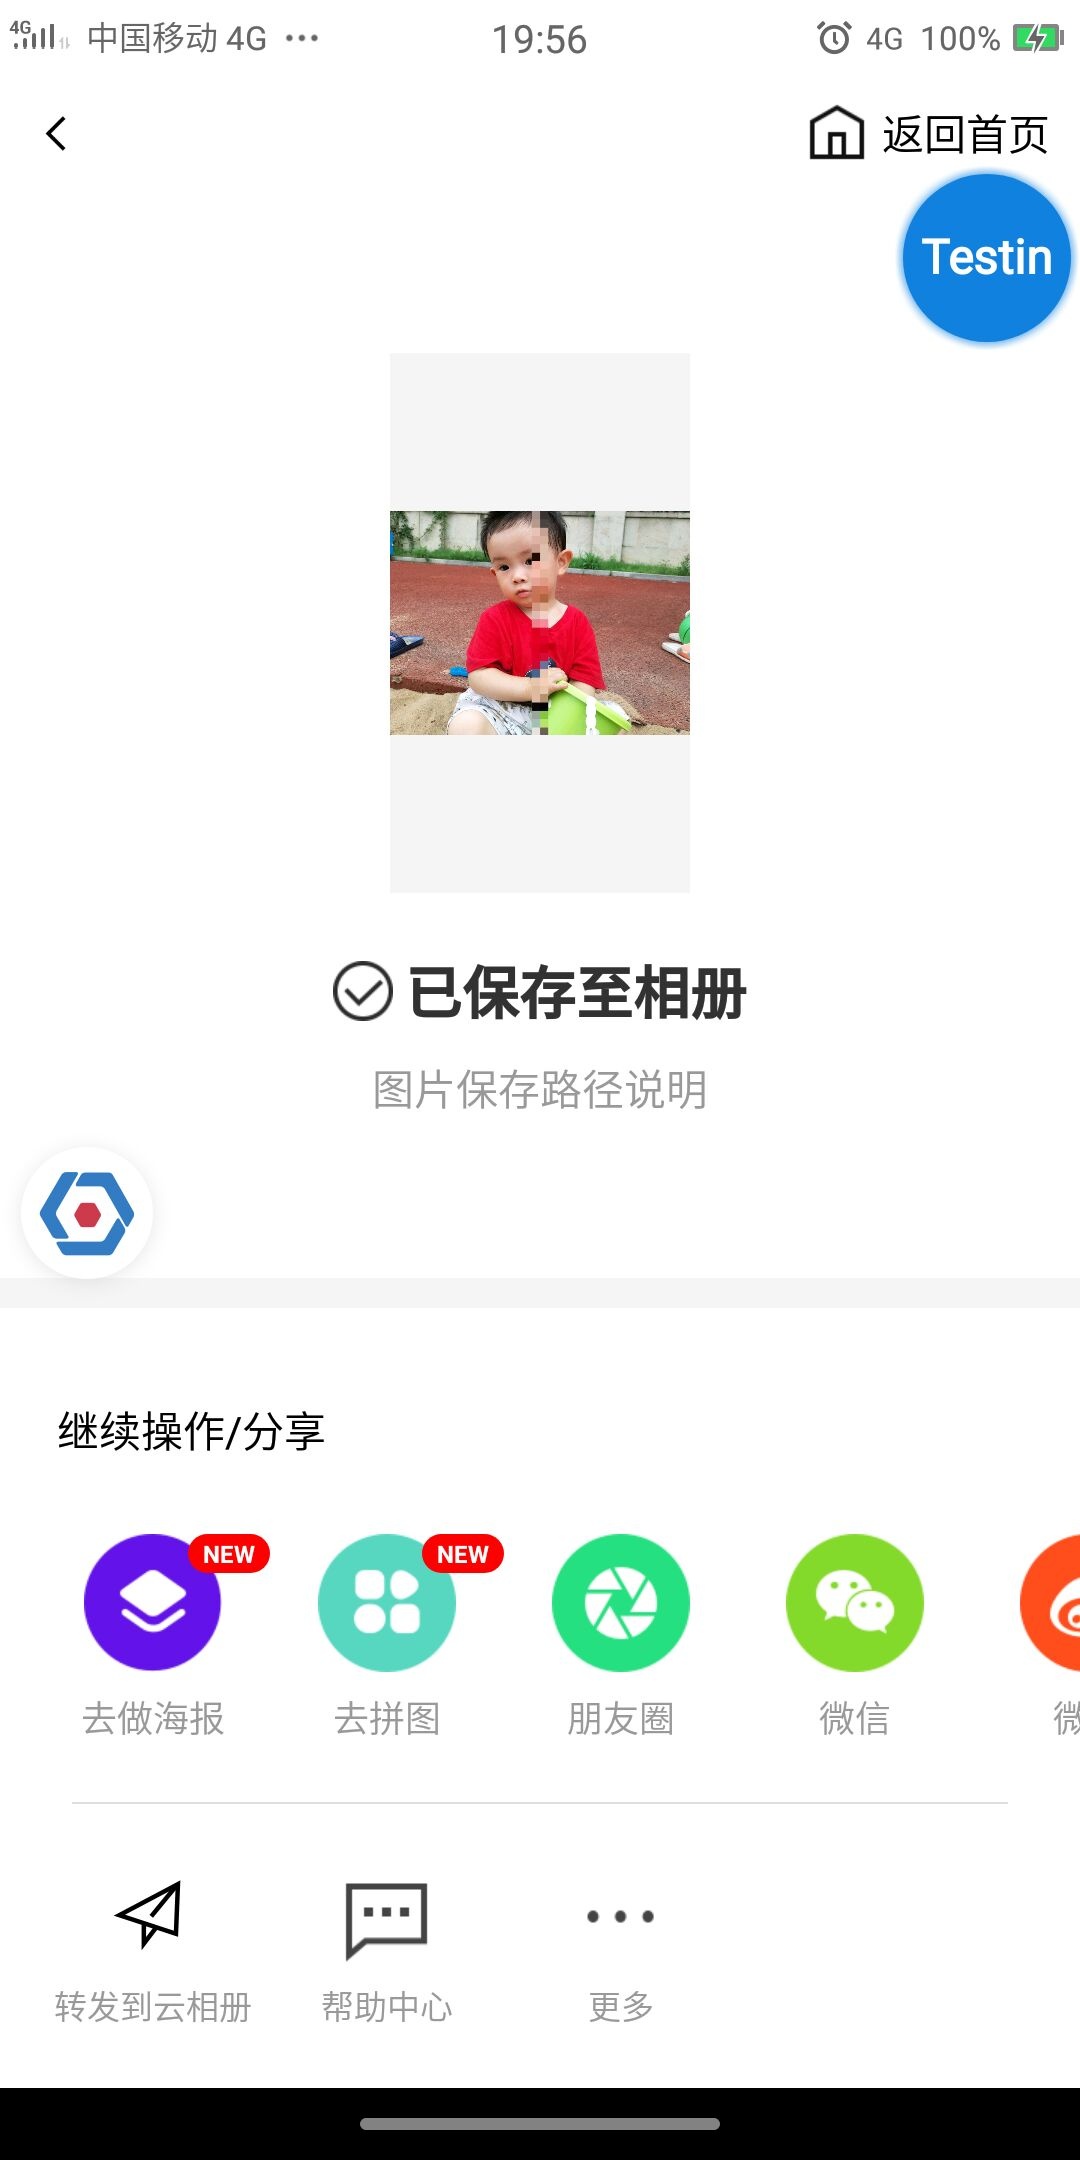 4G 中国移动 4G ··· 19:56 4G 100%
返回首页
Testin
已保存至相册
图片保存路径说明
继续操作/分享
NEW NEW
去做海报 去拼图 朋友圈 微信 微
转发到云相册 帮助中心 更多